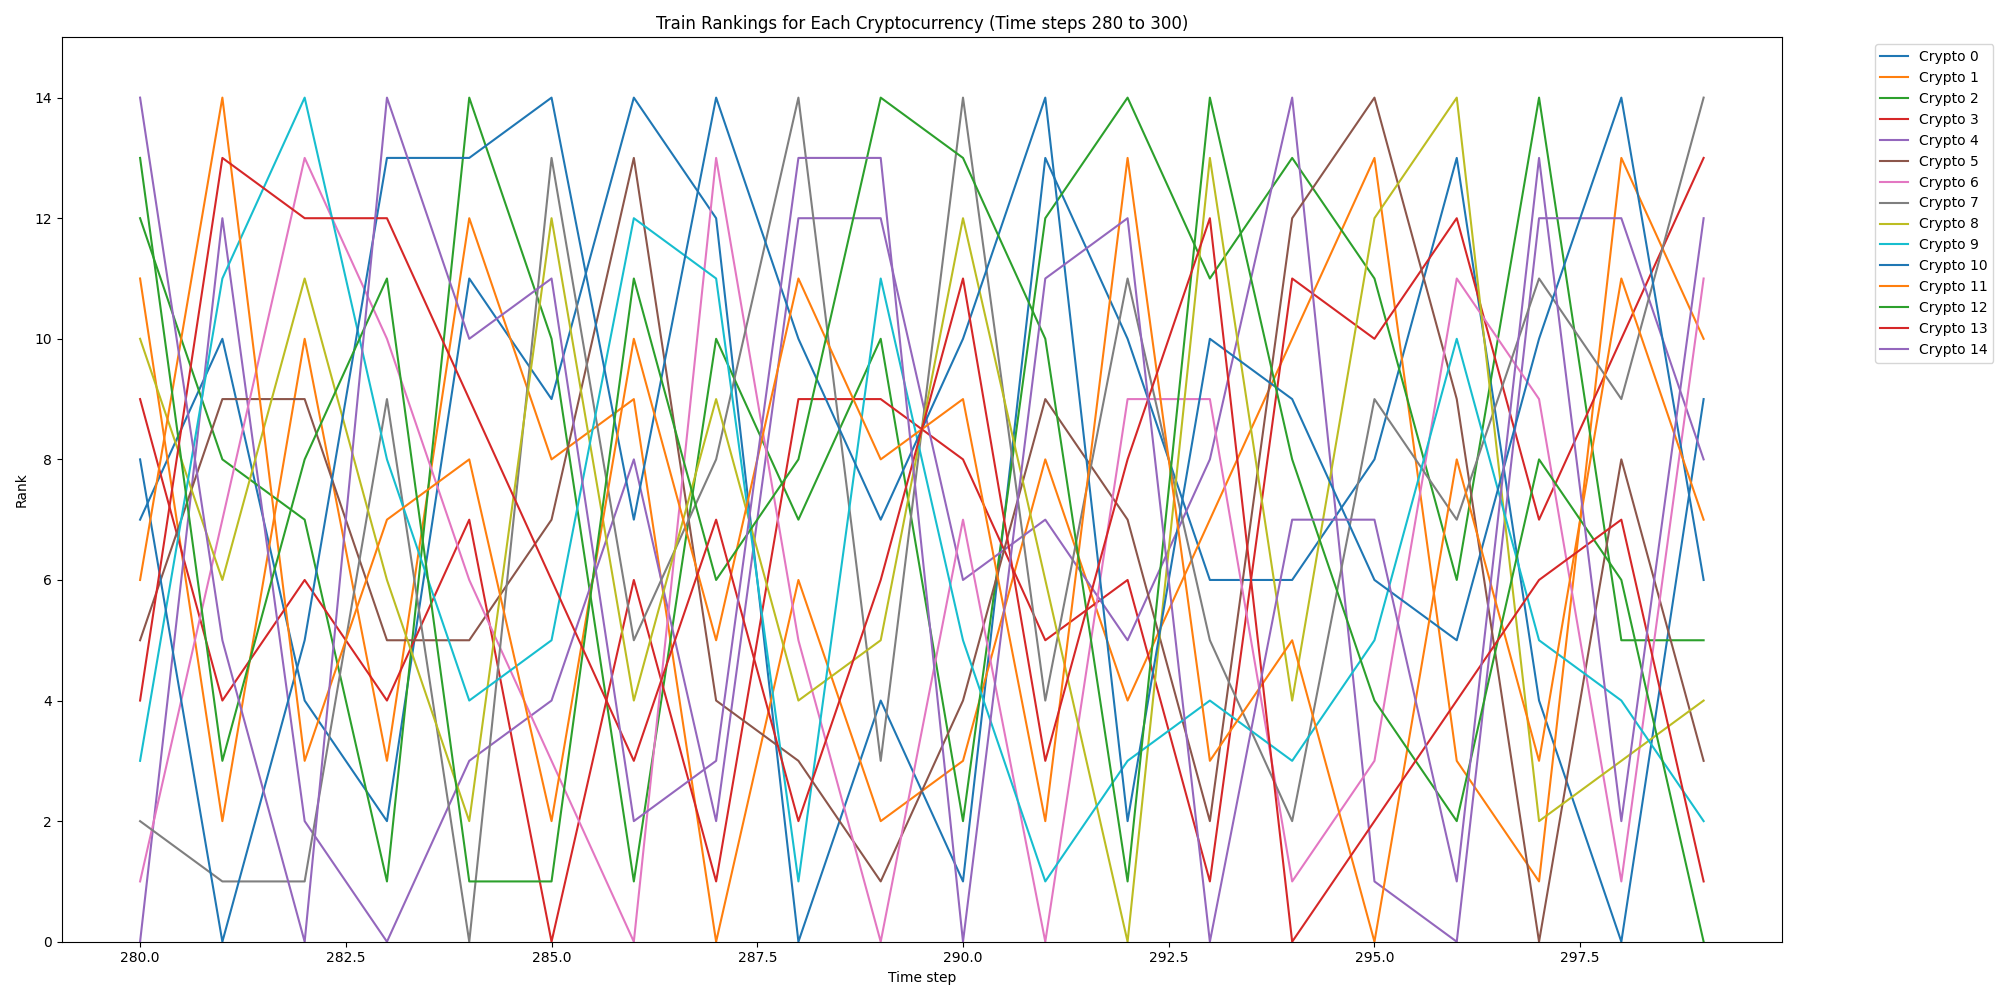 Train Rankings for Each Cryptocurrency (Time steps 280 to 300)
Rank
14
12
10
8
6
4
2
0
280.0 282.5 285.0 287.5 290.0 292.5 295.0 297.5
Time step
Crypto 0
Crypto 1
Crypto 2
Crypto 3
Crypto 4
Crypto 5
Crypto 6
Crypto 7
Crypto 8
Crypto 9
Crypto 10
Crypto 11
Crypto 12
Crypto 13
Crypto 14